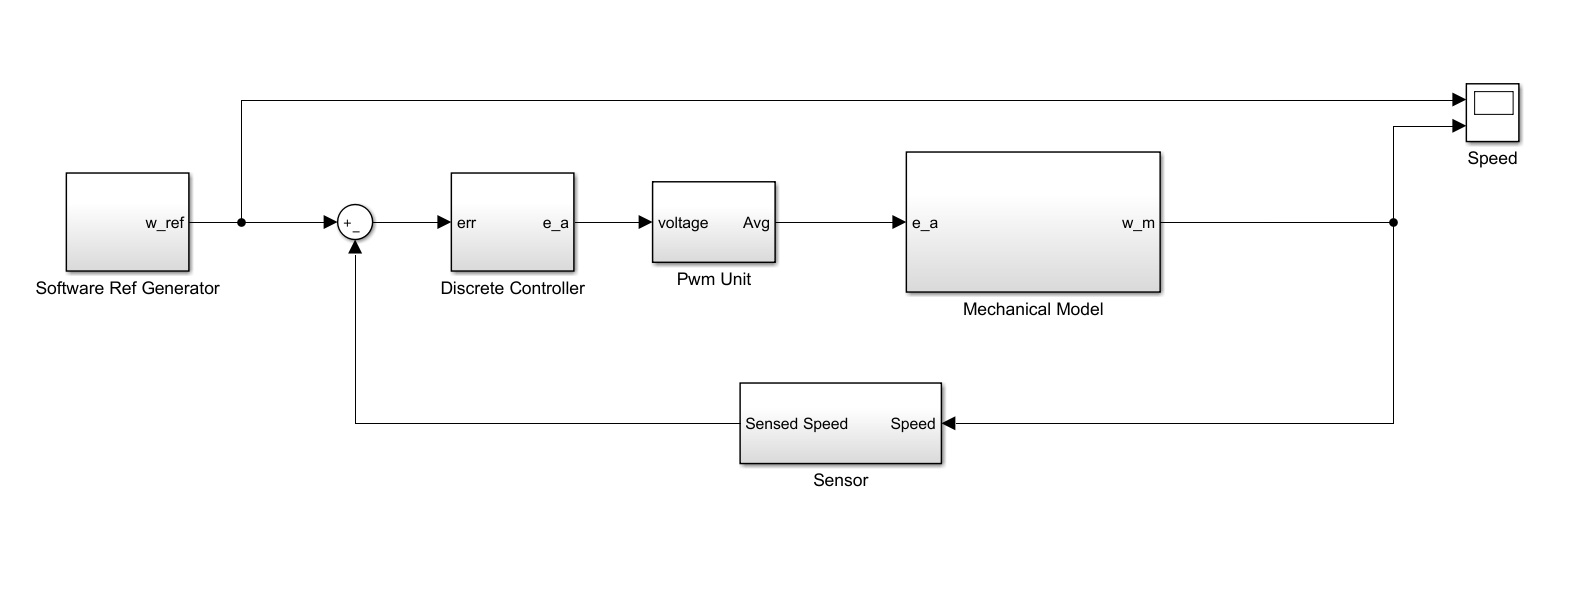 Speed
w_ref
+
_
err
e_a
voltage
Avg
e_a
w_m
Software Ref Generator
Discrete Controller
Pwm Unit
Mechanical Model
Sensed Speed
Speed
Sensor